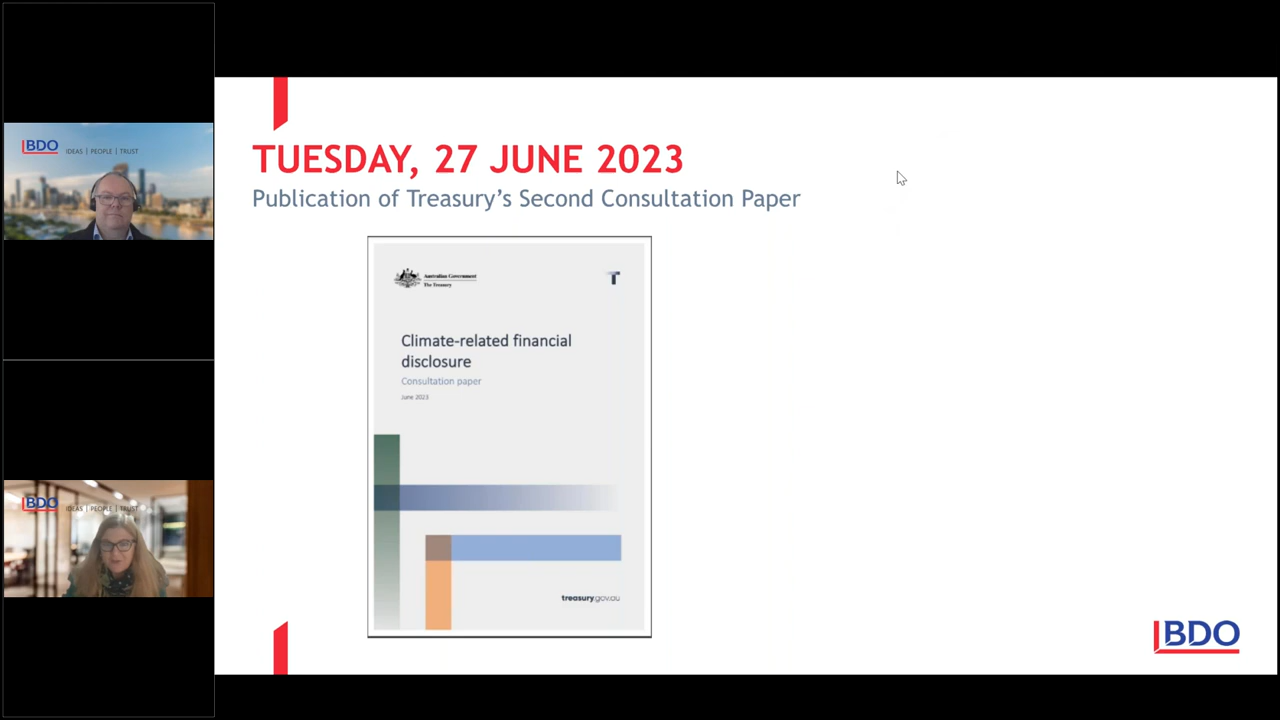 BDO
IDEAS | PEOPLE | TRUST
BDO
IDEAS | PEOPLE | TRUST
TUESDAY, 27 JUNE 2023
Publication of Treasury's Second Consultation Paper
Australian Government
The Treasury
T
Climate-related financial
disclosure
Consultation paper
June 2023
treasury.gov.au
BDO